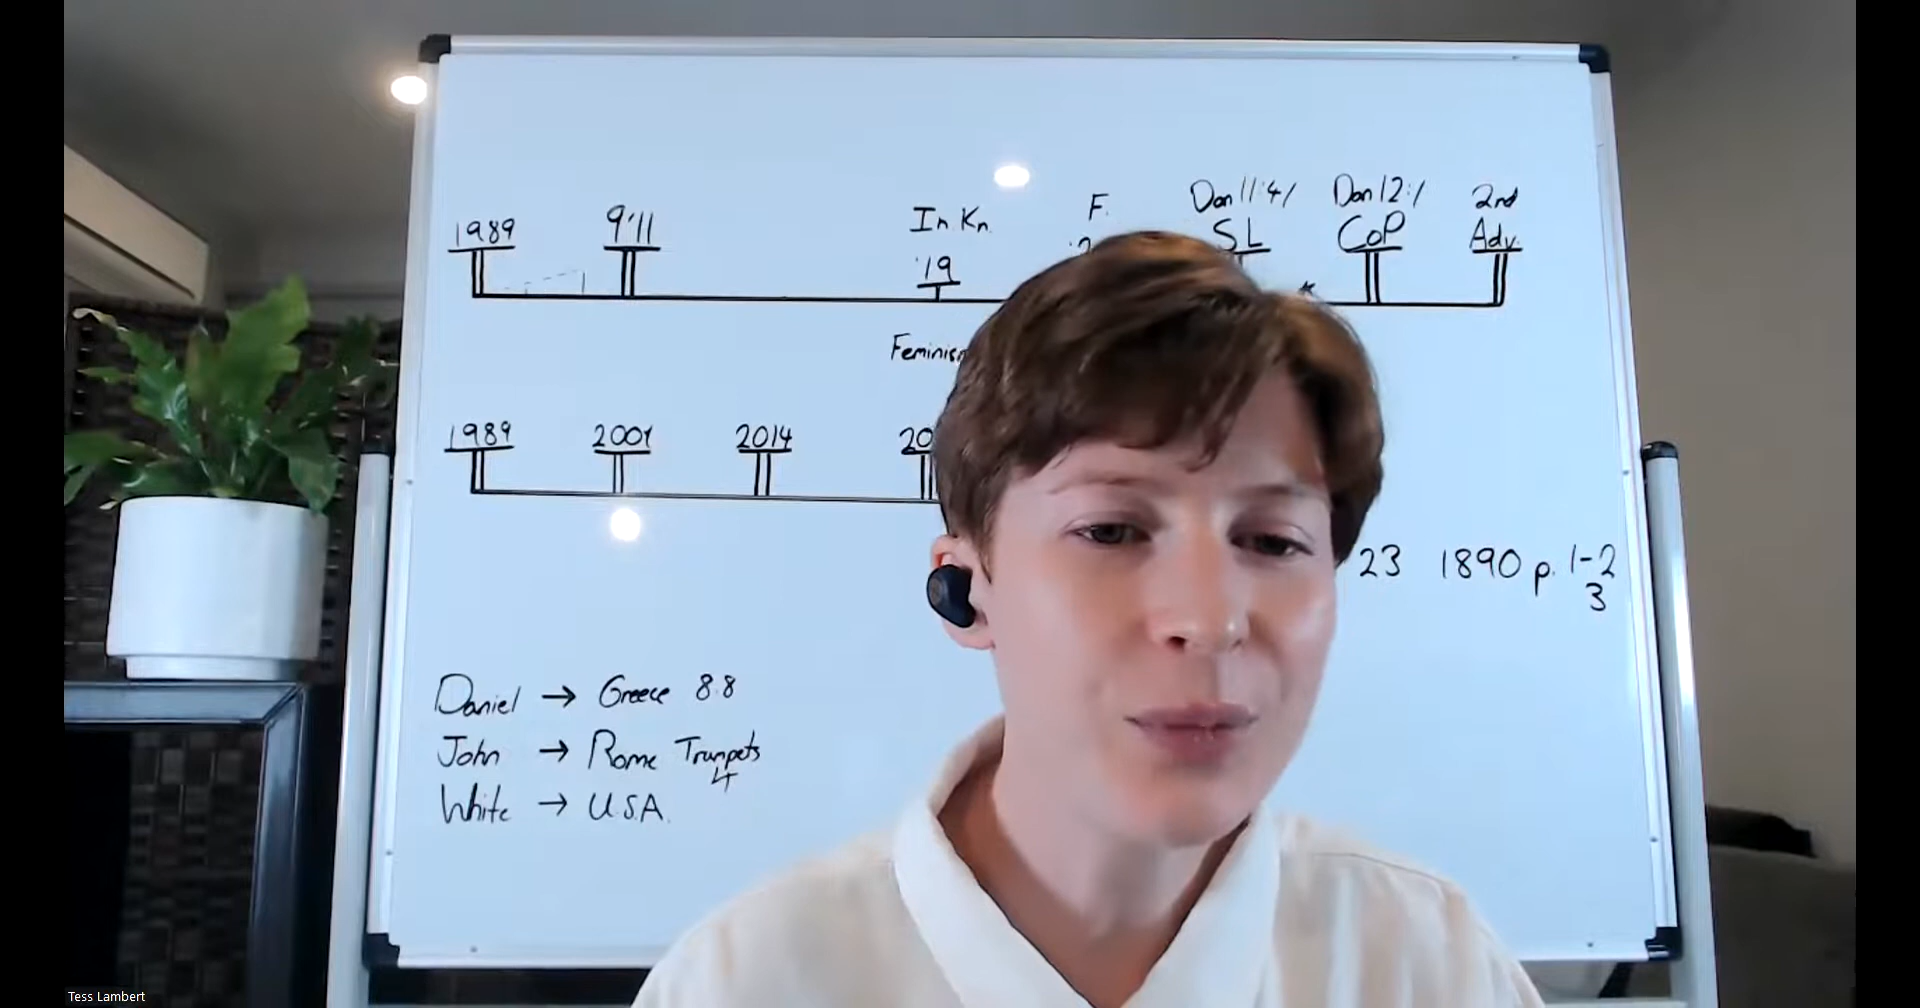 1989 9'11 In Kn. F. Dan 11:41 Dan 12:1 2nd
'19 SL CoP Adv.
Feminism
1989 2001 2014 20
23 1890 p. 1-2
3
Daniel → Greece 8.8
John → Rome Trumpets
4
White → U.S.A.
Tess Lambert